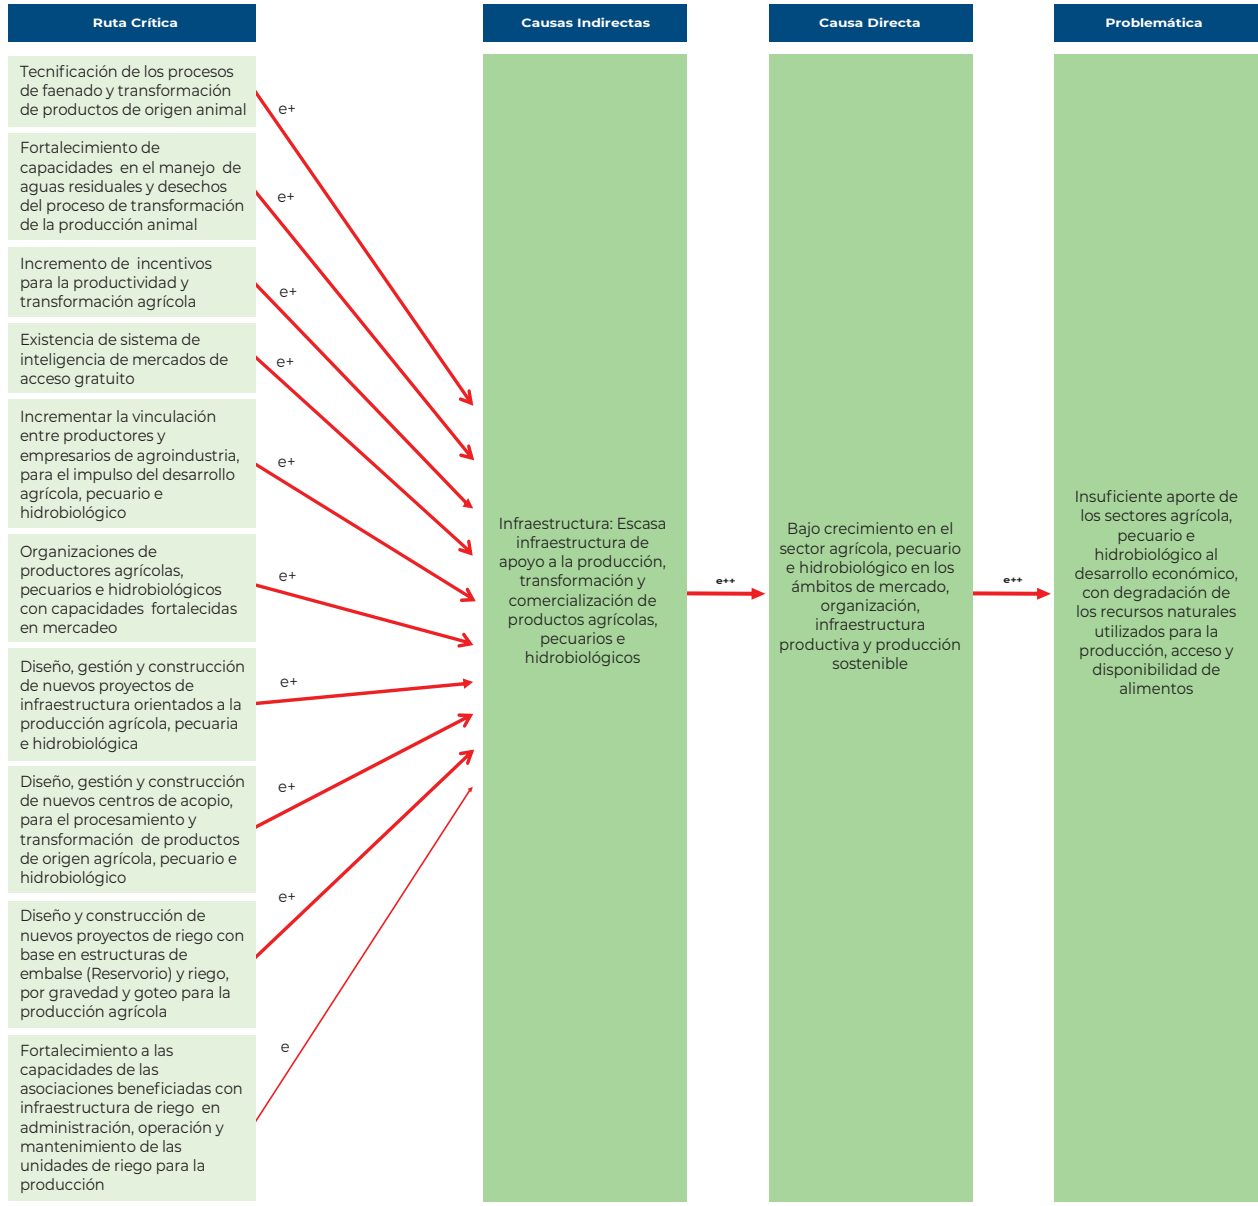 Ruta Crítica
Causas Indirectas
Causa Directa
Problemática
Tecnificación de los procesos
de faenado y transformación
de productos de origen animal
e+
Fortalecimiento de
capacidades en el manejo de
aguas residuales y desechos
del proceso de transformación
de la producción animal
e+
Incremento de incentivos
para la productividad y
transformación agrícola
e+
Existencia de sistema de
inteligencia de mercados de
acceso gratuito
e+
Incrementar la vinculación
entre productores y
empresarios de agroindustria,
para el impulso del desarrollo
agrícola, pecuario e
hidrobiológico
e+
Organizaciones de
productores agrícolas,
pecuarios e hidrobiológicos
con capacidades fortalecidas
en mercadeo
e+
Diseño, gestión y construcción
de nuevos proyectos de
infraestructura orientados a la
producción agrícola, pecuaria
e hidrobiológica
e+
Diseño, gestión y construcción
de nuevos centros de acopio,
para el procesamiento y
transformación de productos
de origen agrícola, pecuario e
hidrobiológico
e+
Diseño y construcción de
nuevos proyectos de riego con
base en estructuras de
embalse (Reservorio) y riego,
por gravedad y goteo para la
producción agrícola
e+
Fortalecimiento a las
capacidades de las
asociaciones beneficiadas con
infraestructura de riego en
administración, operación y
mantenimiento de las
unidades de riego para la
producción
e
Infraestructura: Escasa
infraestructura de
apoyo a la producción,
transformación y
comercialización de
productos agrícolas,
pecuarios e
hidrobiológicos
e++
Bajo crecimiento en el
sector agrícola, pecuario
e hidrobiológico en los
ámbitos de mercado,
organización,
infraestructura
productiva y producción
sostenible
e++
Insuficiente aporte de
los sectores agrícola,
pecuario e
hidrobiológico al
desarrollo económico,
con degradación de
los recursos naturales
utilizados para la
producción, acceso y
disponibilidad de
alimentos